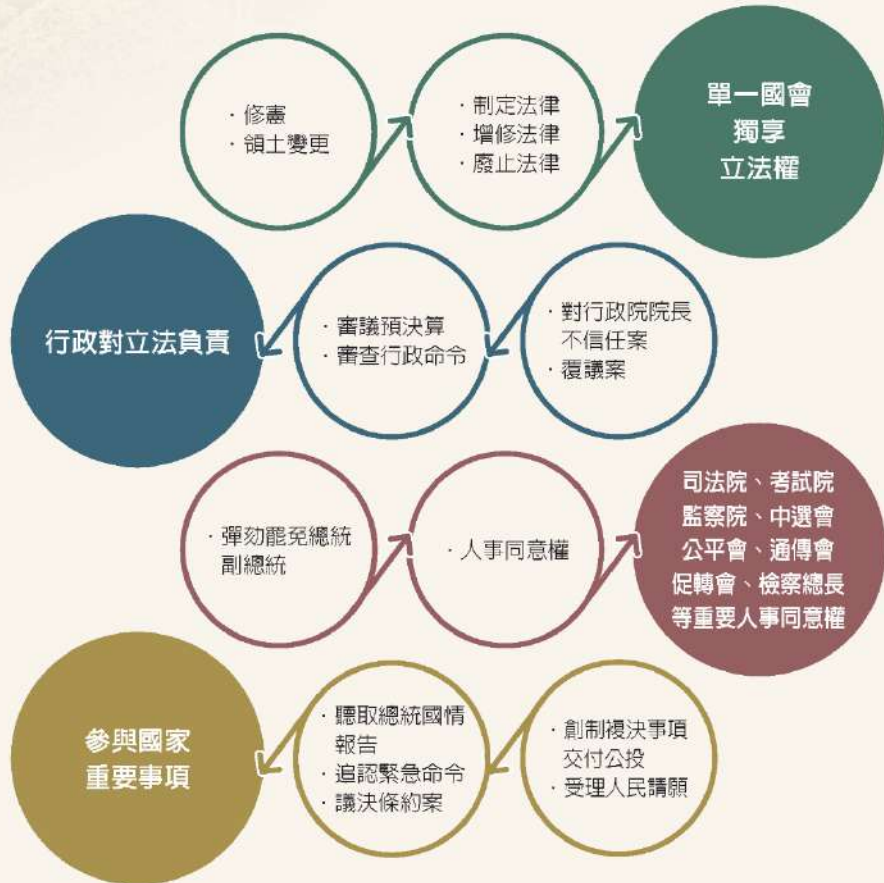 ・修憲
・領土變更
・制定法律
・增修法律
・廢止法律
單一國會
獨享
立法權
行政對立法負責
・審議預決算
・審查行政命令
・對行政院院長
不信任案
・覆議案
・彈劾罷免總統
副總統
・人事同意權
司法院、考試院
監察院、中選會
公平會、通傳會
促轉會、檢察總長
等重要人事同意權
參與國家
重要事項
・聽取總統國情
報告
・追認緊急命令
・議決條約案
・創制複決事項
交付公投
・受理人民請願